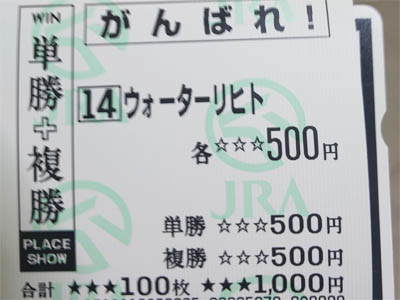 がんばれ！
WIN
単勝+複勝
PLACE
SHOW
14 ウォーターリヒト
各☆☆☆500円
JRA
単勝 ☆☆☆500円
複勝 ☆☆☆500円
合計 ★★★100枚 ★★★1,000円